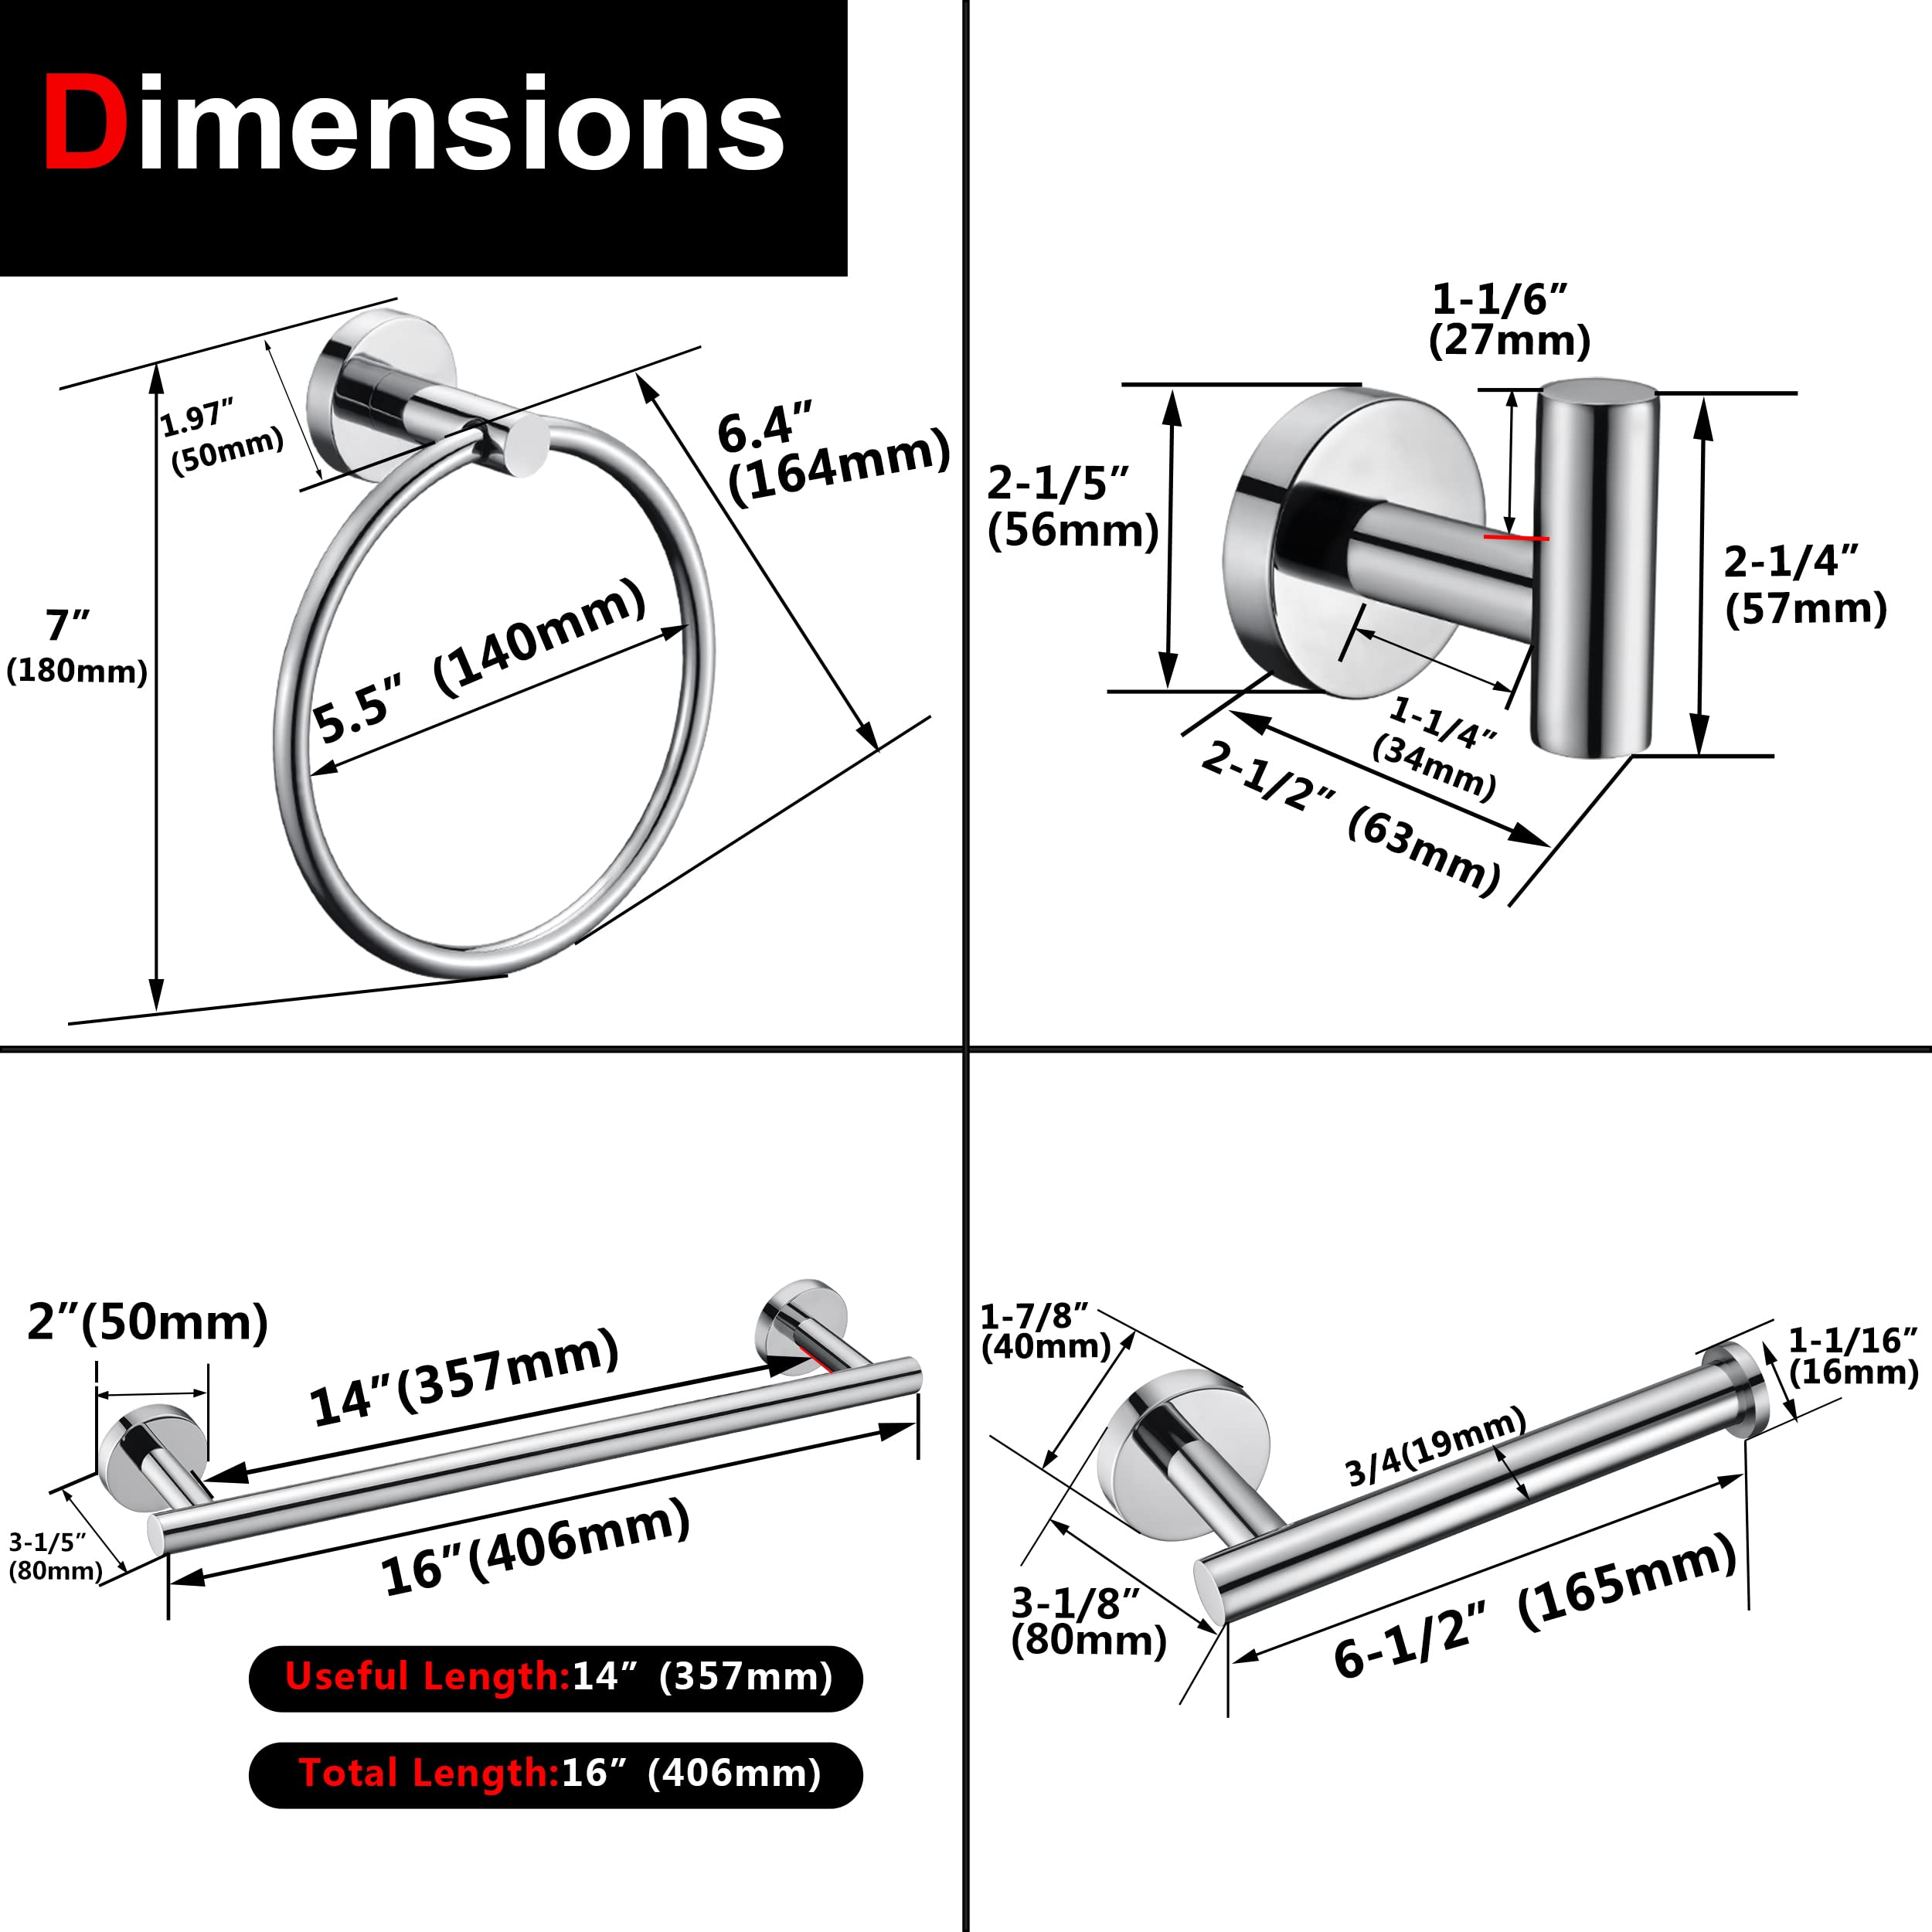 Dimensions
1.97”
(50mm)
6.4”
(164mm)
7”
(180mm)
5.5” (140mm)
1-1/6”
(27mm)
2-1/5”
(56mm)
2-1/4”
(57mm)
1-1/4”
(34mm)
2-1/2” (63mm)
2”(50mm)
14”(357mm)
3-1/5”
(80mm)
16”(406mm)
Useful Length:14” (357mm)
Total Length:16” (406mm)
1-7/8”
(40mm)
1-1/16”
(16mm)
3/4(19mm)
3-1/8”
(80mm)
6-1/2” (165mm)